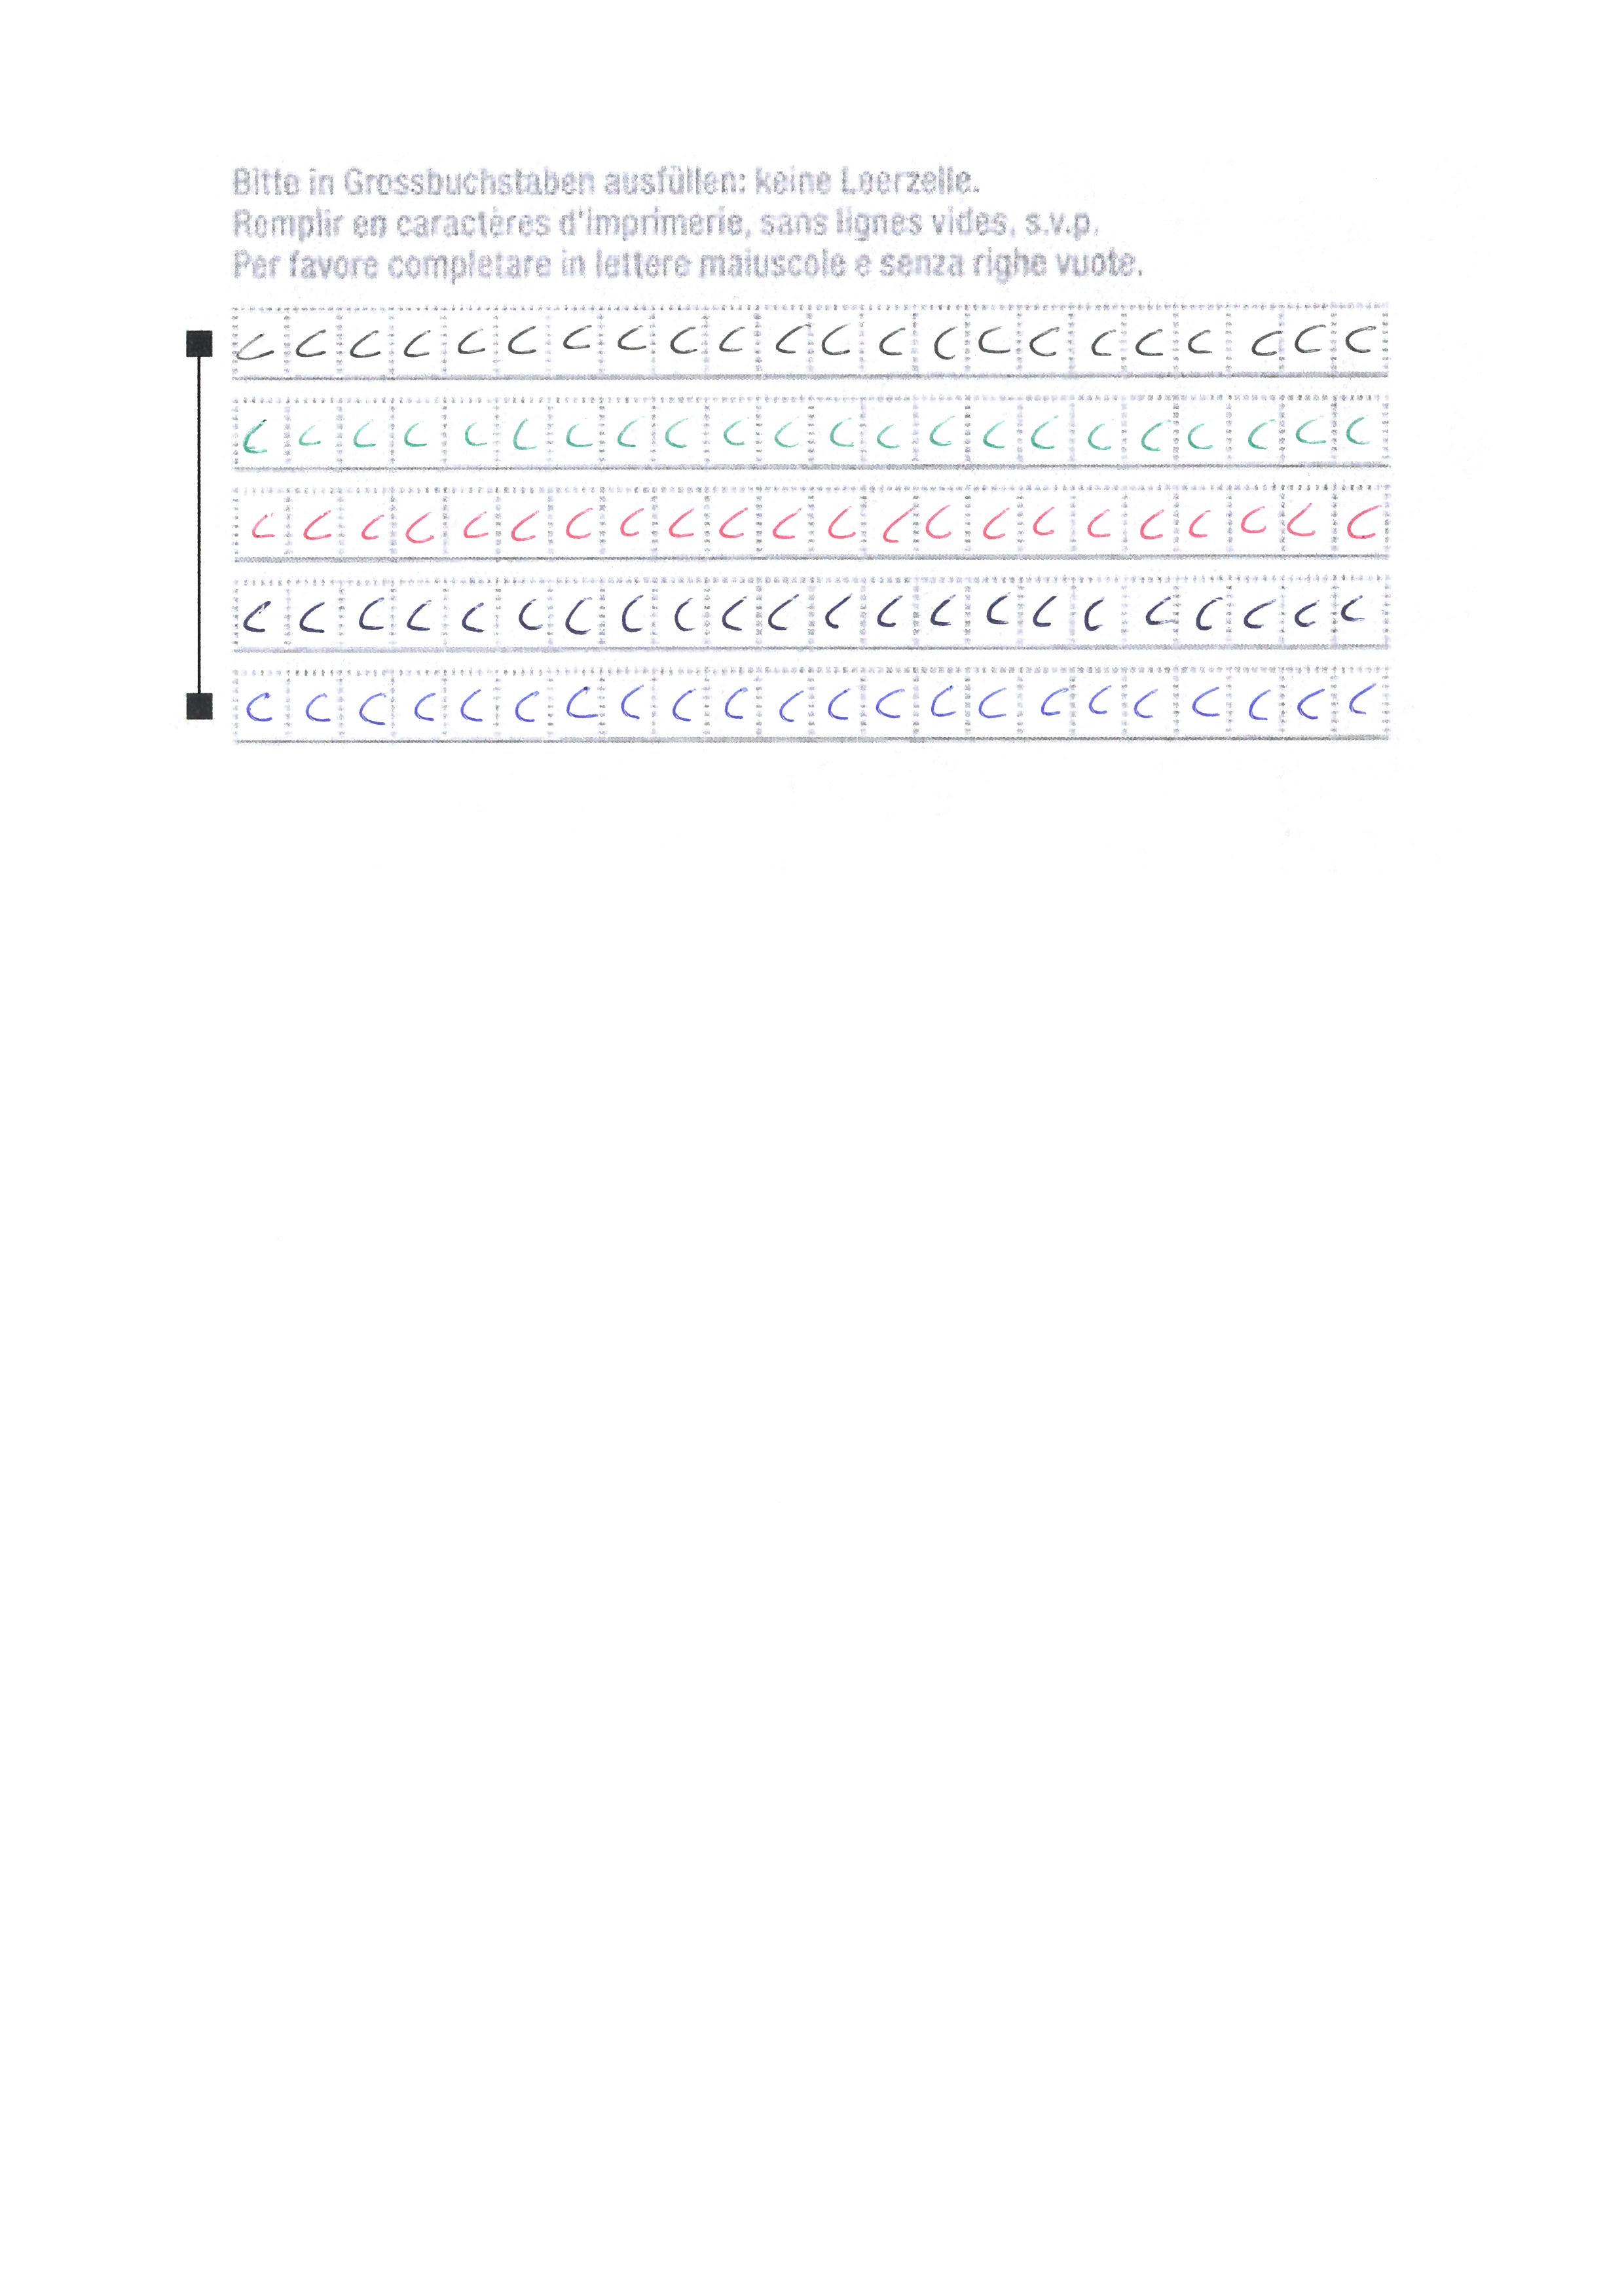 Bitte in Grossbuchstaben ausfüllen: keine Leerzelle.
Remplir en caractères d'imprimerie, sans lignes vides, s.v.p.
Per favore completare in lettere maiuscole e senza righe vuote.
C C C C C C C C C C C C C C C C C C C C C C
C C C C C C C C C C C C C C C C C C C C C C
C C C C C C C C C C C C C C C C C C C C C C
C C C C C C C C C C C C C C C C C C C C C C
C C C C C C C C C C C C C C C C C C C C C C